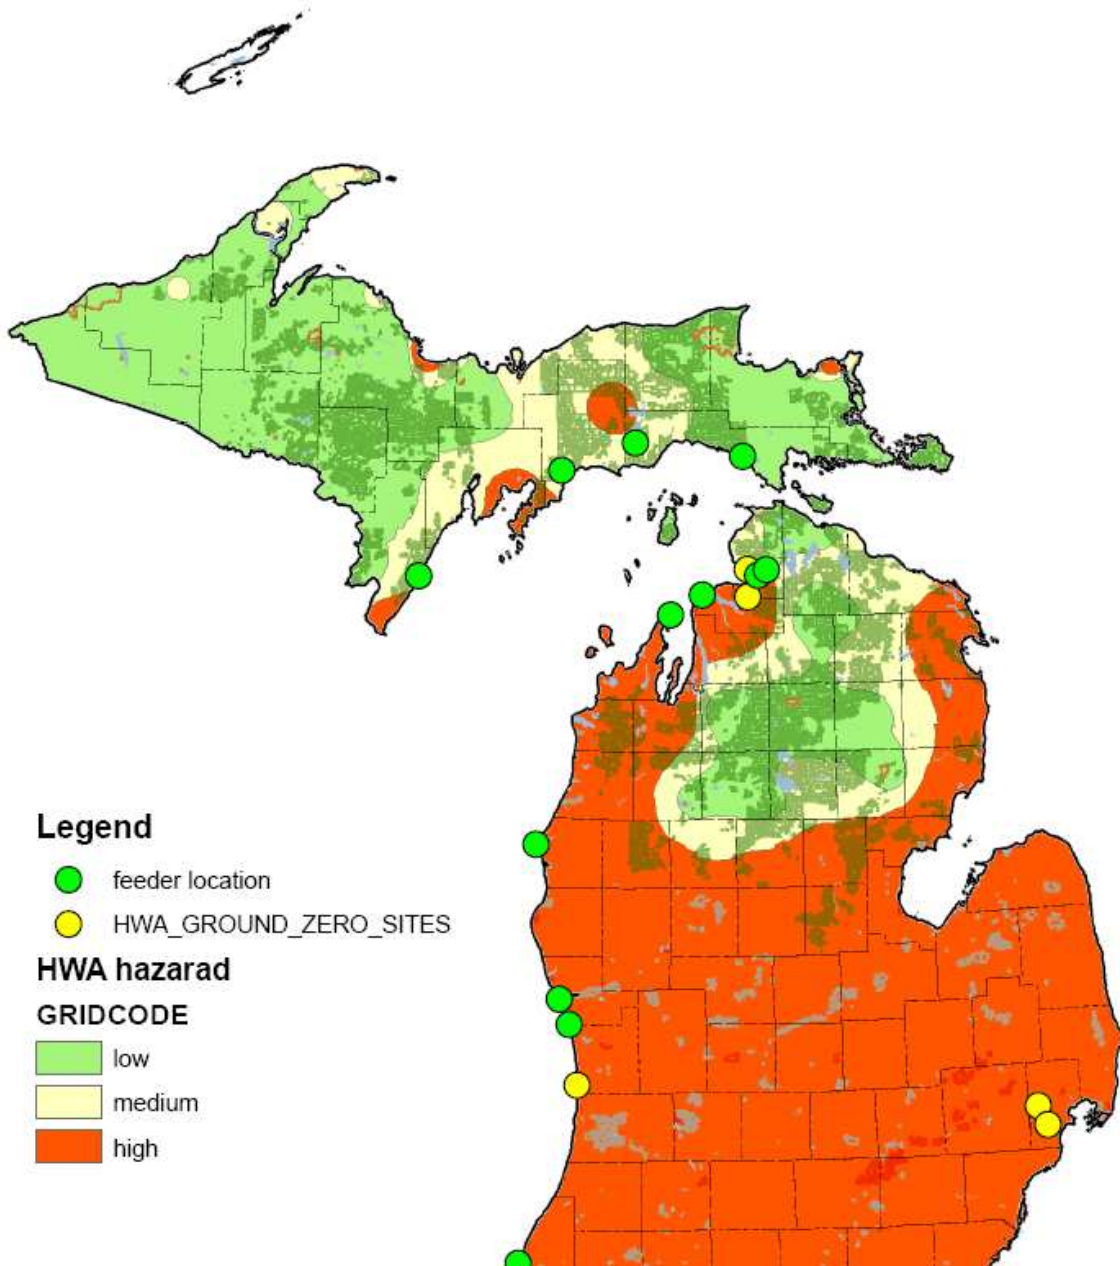 Legend
feeder location
HWA_GROUND_ZERO_SITES
HWA hazarad
GRIDCODE
low
medium
high